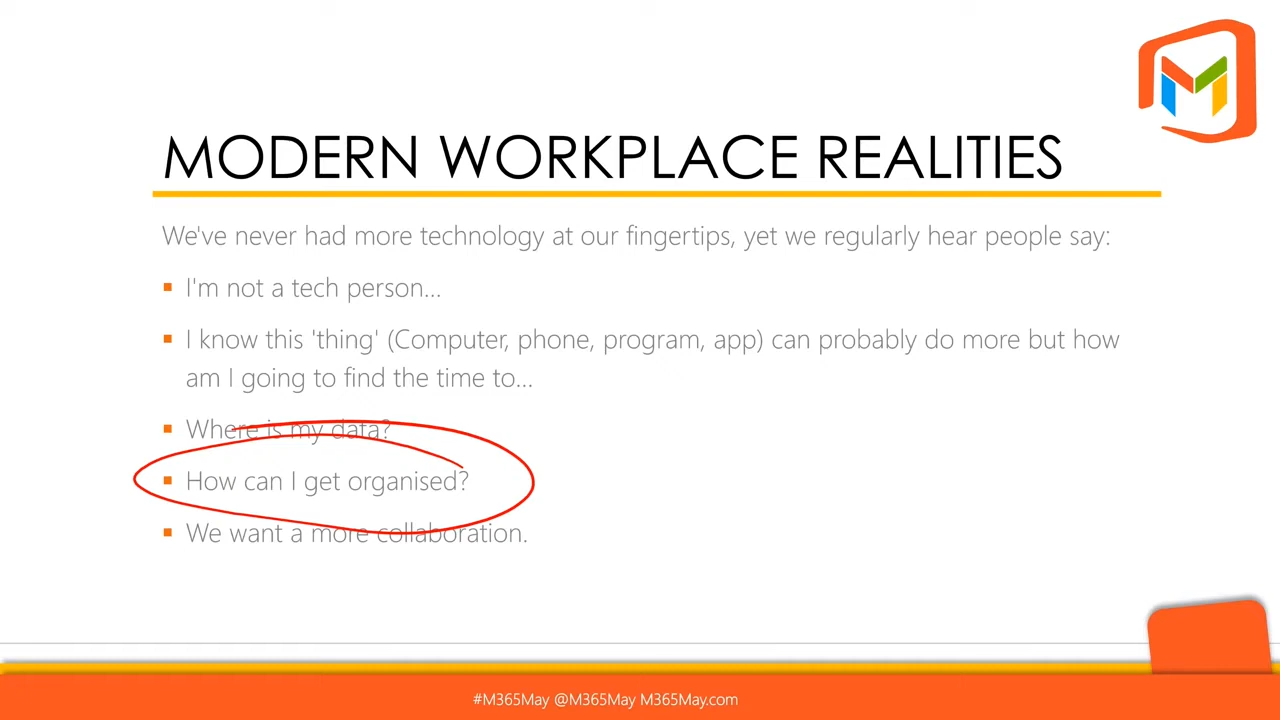 MODERN WORKPLACE REALITIES
We've never had more technology at our fingertips, yet we regularly hear people say:
I'm not a tech person...
I know this 'thing' (Computer, phone, program, app) can probably do more but how
am I going to find the time to...
Where is my data?
How can I get organised?
We want a more collaboration.
#M365May @M365May M365May.com